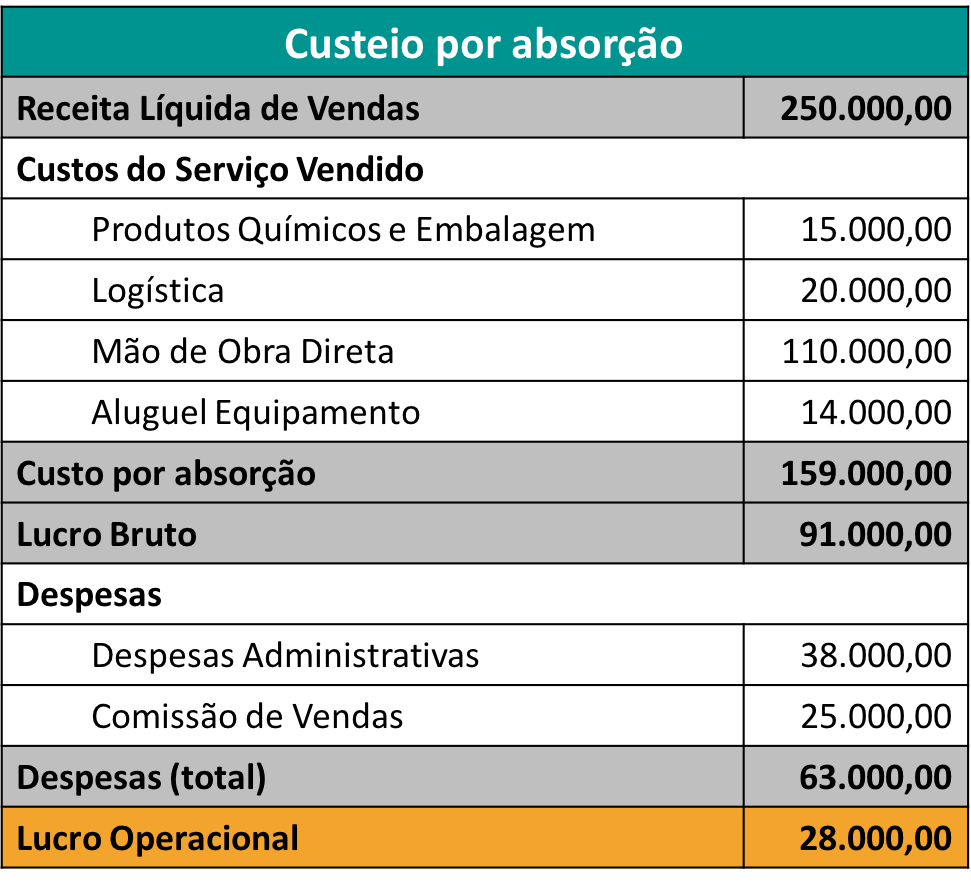 Custeio por absorção
Receita Líquida de Vendas 250.000,00
Custos do Serviço Vendido
Produtos Químicos e Embalagem 15.000,00
Logística 20.000,00
Mão de Obra Direta 110.000,00
Aluguel Equipamento 14.000,00
Custo por absorção 159.000,00
Lucro Bruto 91.000,00
Despesas
Despesas Administrativas 38.000,00
Comissão de Vendas 25.000,00
Despesas (total) 63.000,00
Lucro Operacional 28.000,00